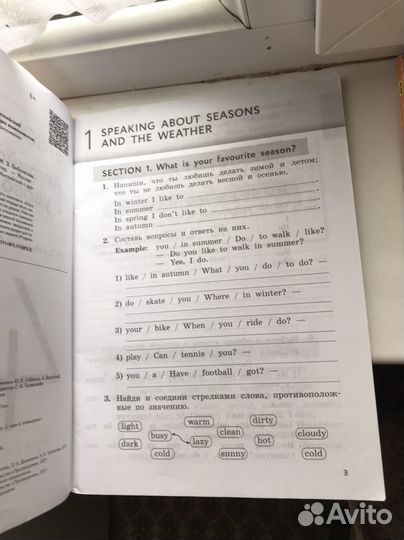 6+
1 SPEAKING ABOUT SEASONS
AND THE WEATHER
SECTION 1. What is your favourite season?
1. Напиши, что ты любишь делать зимой и летом;
что ты не любишь делать весной и осенью.
In winter I like to
In summer
In spring I don't like to
In autumn
2. Составь вопросы и ответь на них.
Example: you / in summer / Do / to walk / like?
— Do you like to walk in summer?
— Yes, I do.
1) like / in autumn / What / you / do / to do? —
2) do / skate / you / Where / in winter? —
3) your / bike / When / you / ride / do? —
4) play / Can / tennis / you? —
5) you / a / Have / football / got? —
3. Найди и соедини стрелками слова, противополож-
ные по значению.
light warm dirty
busy clean cloudy
dark lazy hot
cold sunny cold
3
Avito